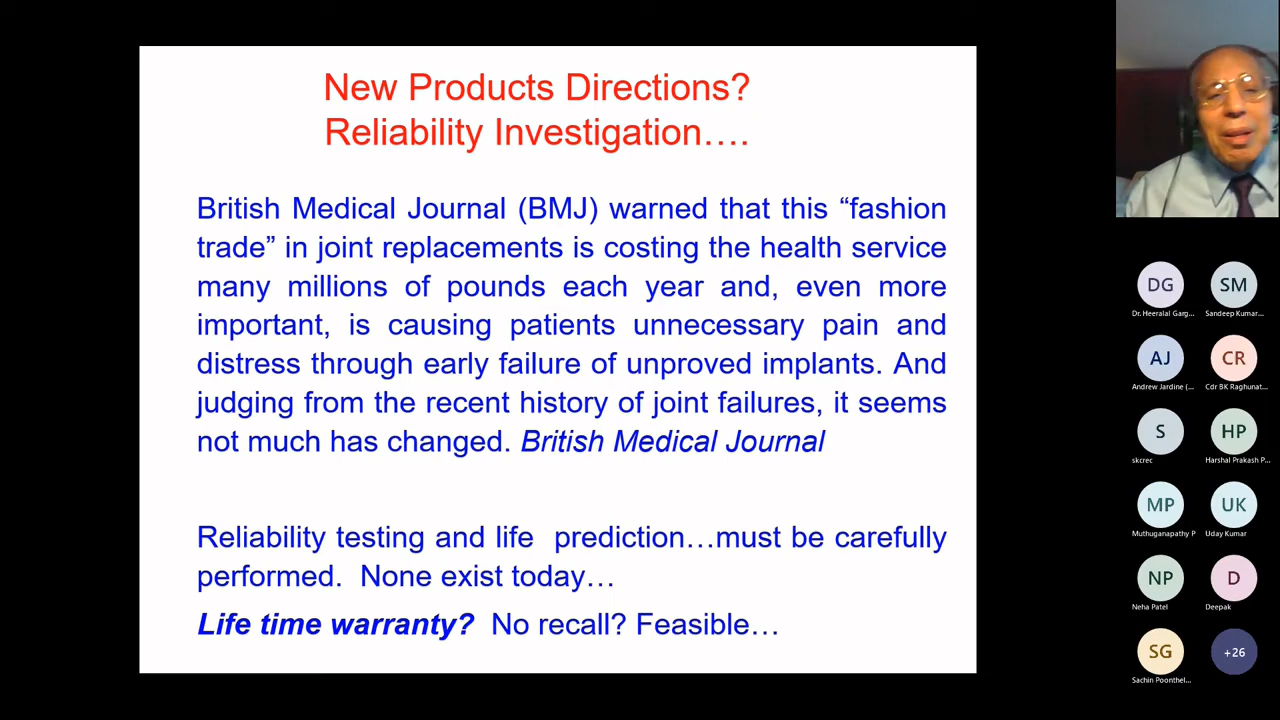 New Products Directions?
Reliability Investigation….
British Medical Journal (BMJ) warned that this “fashion
trade” in joint replacements is costing the health service
many millions of pounds each year and, even more
important, is causing patients unnecessary pain and
distress through early failure of unproved implants. And
judging from the recent history of joint failures, it seems
not much has changed. British Medical Journal
Reliability testing and life prediction…must be carefully
performed. None exist today…
Life time warranty? No recall? Feasible…
DG
SM
Dr. Heeralal Garg...
Sandeep Kumar...
AJ
CR
Andrew Jardine (...
Cdr BK Raghunat...
S
HP
skcrec
Harshal Prakash P...
MP
UK
Muthuganapathy P
Uday Kumar
NP
D
Neha Patel
Deepak
SG
+26
Sachin Poonthel...